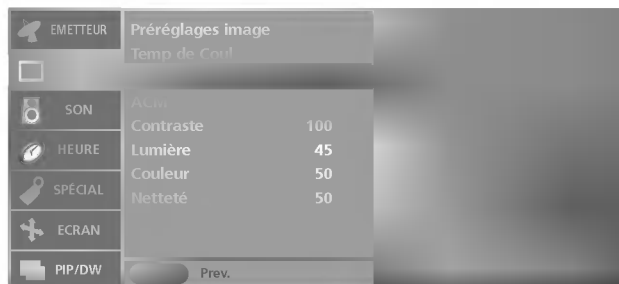 EMETTEUR
Préréglages image
Temp de Coul
SON
Contraste 100
HEURE
Lumière 45
Couleur 50
SPÉCIAL
Netteté 50
ECRAN
PIP/DW
Prev.